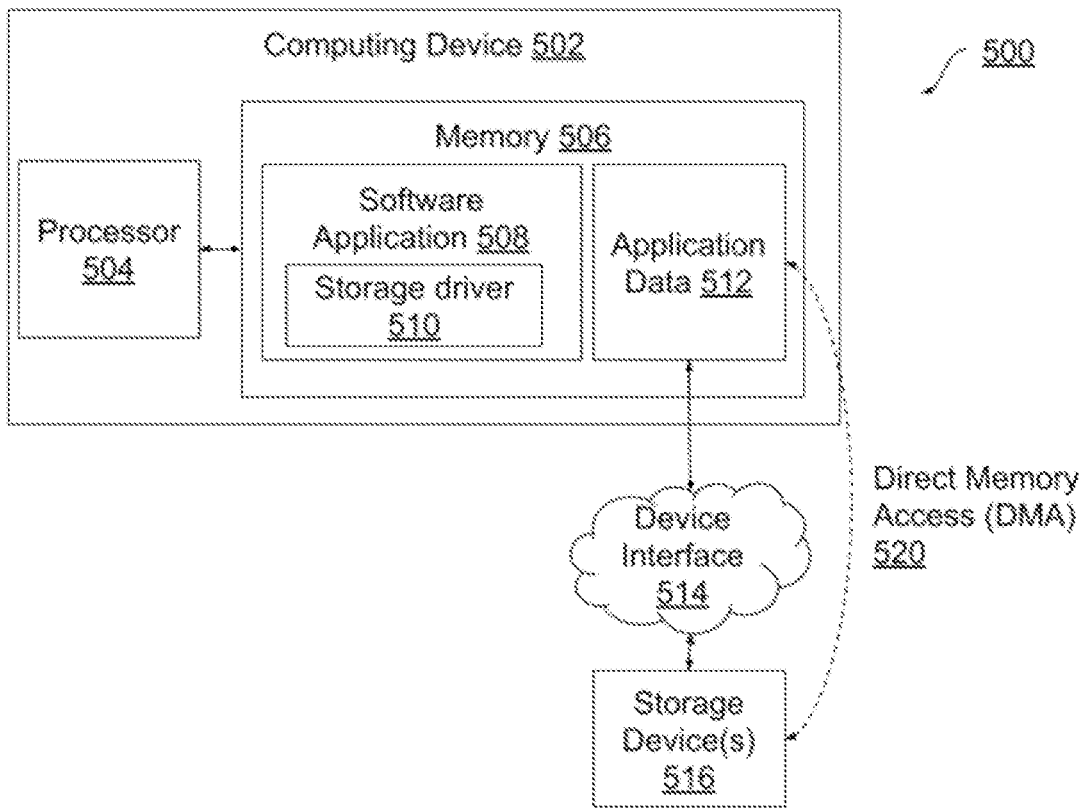 Computing Device 502
500
Memory 506
Processor
504
Software
Application 508
Storage driver
510
Application
Data 512
Device
Interface
514
Direct Memory
Access (DMA)
520
Storage
Device(s)
516